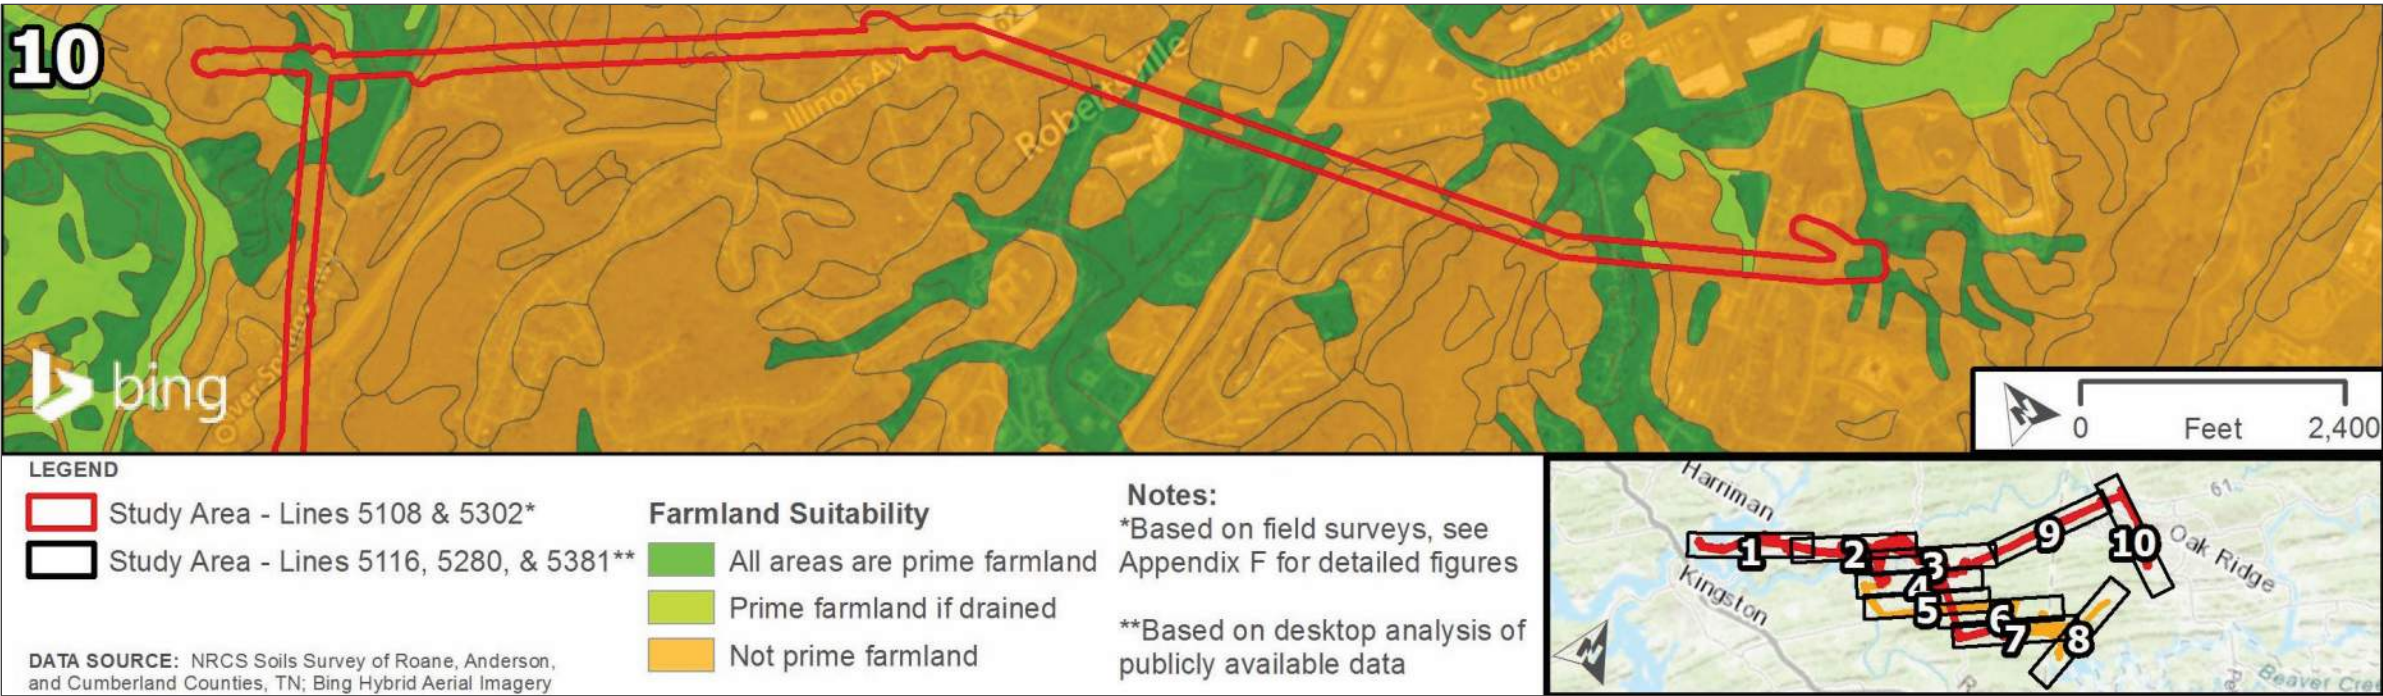 10
62
Illinois Ave
Robertsville
S Illinois Ave
Oliver Springs Hwy
bing
N
0 Feet 2,400
LEGEND
Study Area - Lines 5108 & 5302*
Study Area - Lines 5116, 5280, & 5381**
DATA SOURCE: NRCS Soils Survey of Roane, Anderson,
and Cumberland Counties, TN; Bing Hybrid Aerial Imagery
Farmland Suitability
All areas are prime farmland
Prime farmland if drained
Not prime farmland
Notes:
*Based on field surveys, see
Appendix F for detailed figures
**Based on desktop analysis of
publicly available data
Harriman
Kingston
61
Oak Ridge
1
2
3
4
5
6
7
8
9
10
N
Beaver Cree